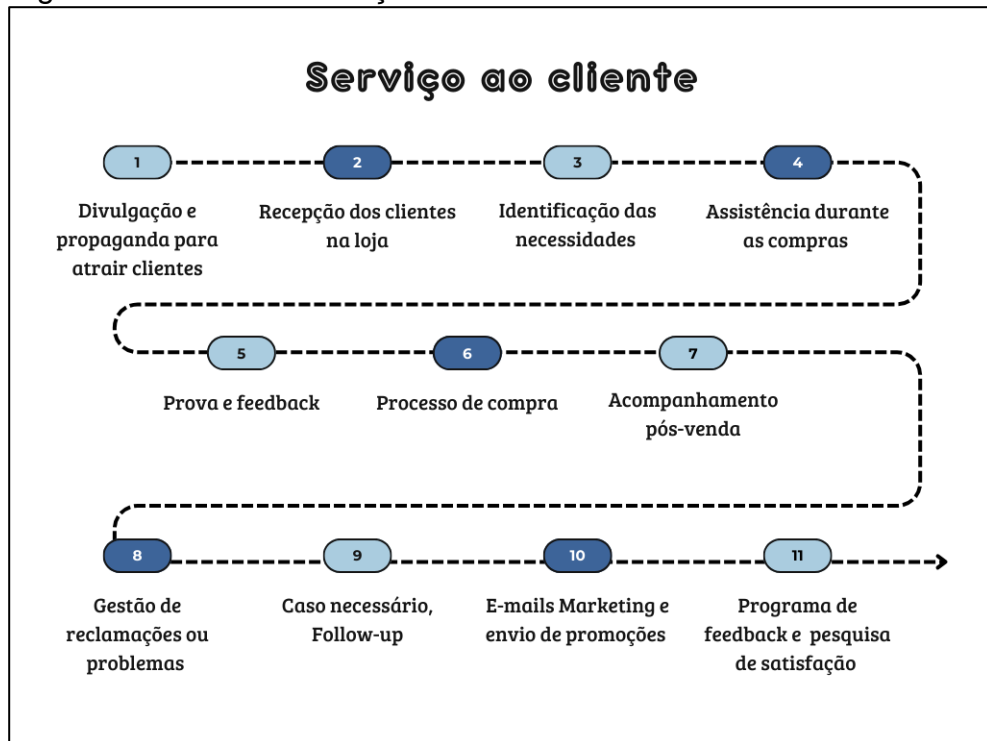 Serviço ao cliente
1
2
3
4
Divulgação e
propaganda para
atrair clientes
Recepção dos clientes
na loja
Identificação das
necessidades
Assistência durante
as compras
5
6
7
Prova e feedback
Processo de compra
Acompanhamento
pós-venda
8
9
10
11
Gestão de
reclamações ou
problemas
Caso necessário,
Follow-up
E-mails Marketing e
envio de promoções
Programa de
feedback e pesquisa
de satisfação